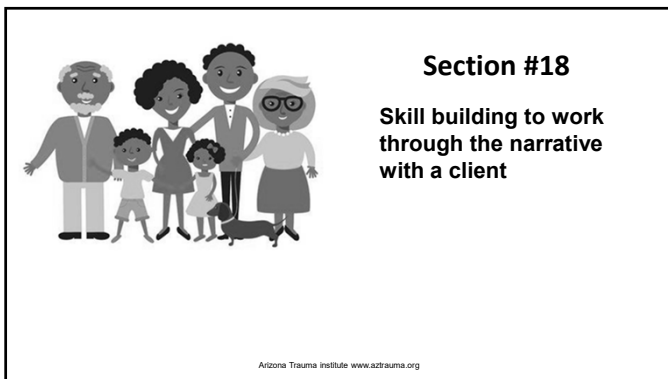 Section #18
Skill building to work
through the narrative
with a client
Arizona Trauma institute www.aztrauma.org